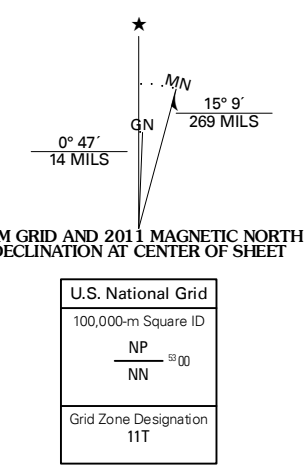 ★
MN
GN
15° 9´
269 MILS
0° 47´
14 MILS
M GRID AND 2011 MAGNETIC NORTH
DECLINATION AT CENTER OF SHEET
U.S. National Grid
100,000-m Square ID
NP
53 00
NN
Grid Zone Designation
11T